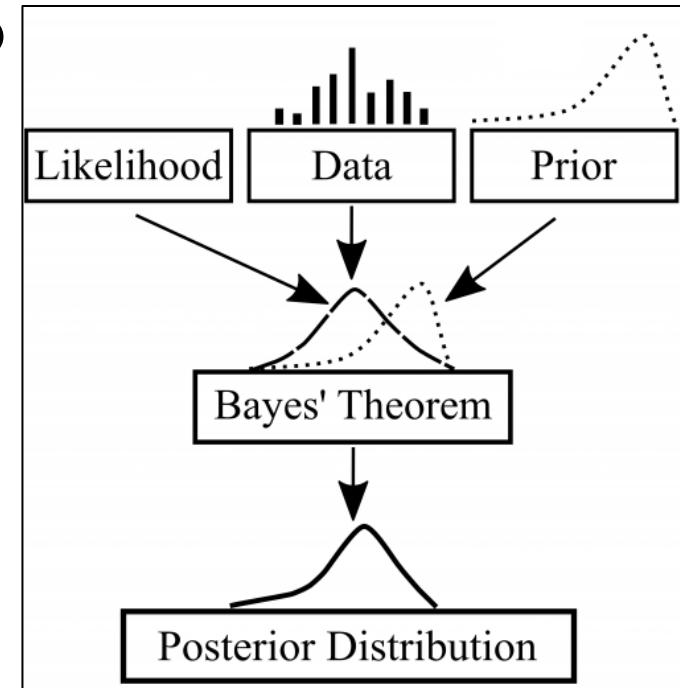 )
Likelihood
Data
Prior
Bayes' Theorem
Posterior Distribution